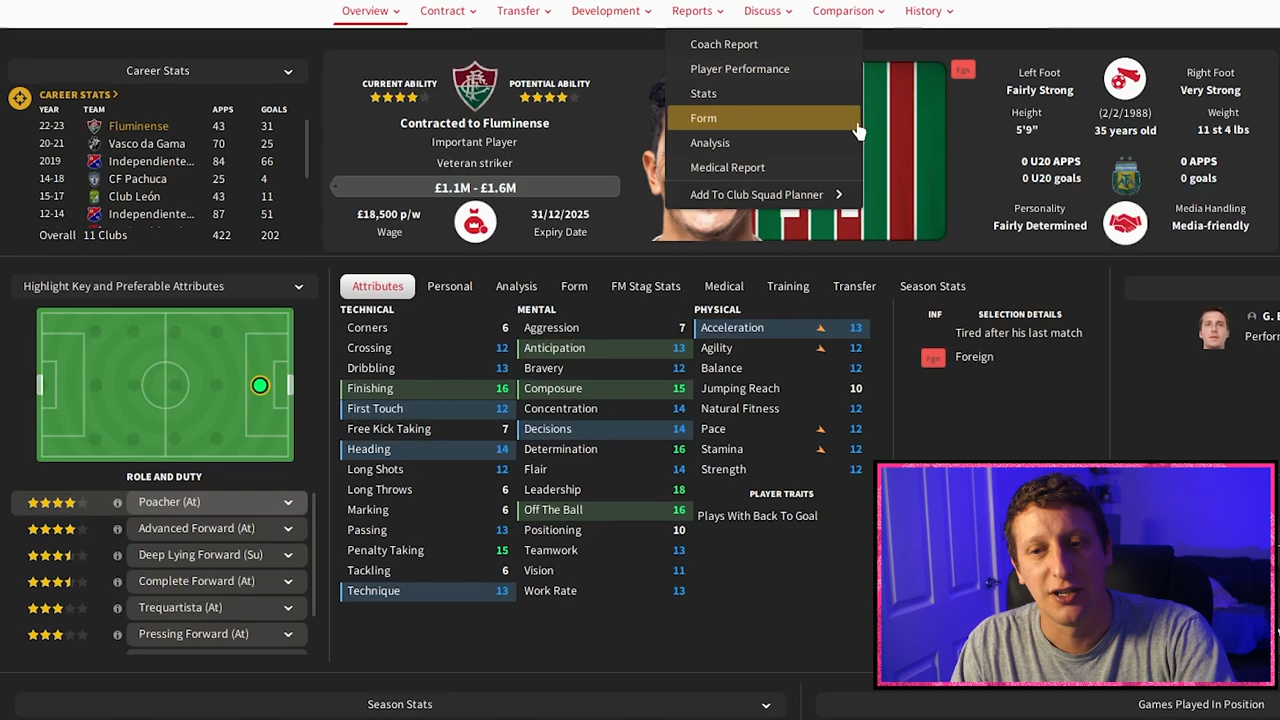 Overview Contract Transfer Development Reports Discuss Comparison History
Career Stats
CAREER STATS >
YEAR TEAM APPS GOALS
22-23 Fluminense 43 31
20-21 Vasco da Gama 70 25
2019 Independiente... 84 66
14-18 CF Pachuca 25 4
15-17 Club León 43 11
12-14 Independiente... 87 51
Overall 11 Clubs 422 202
CURRENT ABILITY
POTENTIAL ABILITY
Contracted to Fluminense
Important Player
Veteran striker
£1.1M - £1.6M
£18,500 p/w
Wage
31/12/2025
Expiry Date
Coach Report
Player Performance
Stats
Form
Analysis
Medical Report
Add To Club Squad Planner
Fgn
Left Foot
Fairly Strong
Right Foot
Very Strong
Height
5'9"
(2/2/1988)
35 years old
Weight
11 st 4 lbs
0 U20 APPS
0 U20 goals
0 APPS
0 goals
Personality
Fairly Determined
Media Handling
Media-friendly
Highlight Key and Preferable Attributes
ROLE AND DUTY
Poacher (At)
Advanced Forward (At)
Deep Lying Forward (Su)
Complete Forward (At)
Trequartista (At)
Pressing Forward (At)
Attributes Personal Analysis Form FM Stag Stats Medical Training Transfer Season Stats
TECHNICAL
Corners 6
Crossing 12
Dribbling 13
Finishing 16
First Touch 12
Free Kick Taking 7
Heading 14
Long Shots 12
Long Throws 6
Marking 6
Passing 13
Penalty Taking 15
Tackling 6
Technique 13
MENTAL
Aggression 7
Anticipation 13
Bravery 12
Composure 15
Concentration 14
Decisions 14
Determination 16
Flair 14
Leadership 18
Off The Ball 16
Positioning 10
Teamwork 13
Vision 11
Work Rate 13
PHYSICAL
Acceleration 13
Agility 12
Balance 12
Jumping Reach 10
Natural Fitness 12
Pace 12
Stamina 12
Strength 12
PLAYER TRAITS
Plays With Back To Goal
INF SELECTION DETAILS
Tired after his last match
Fgn Foreign
G.
Perfor
Season Stats
Games Played In Position